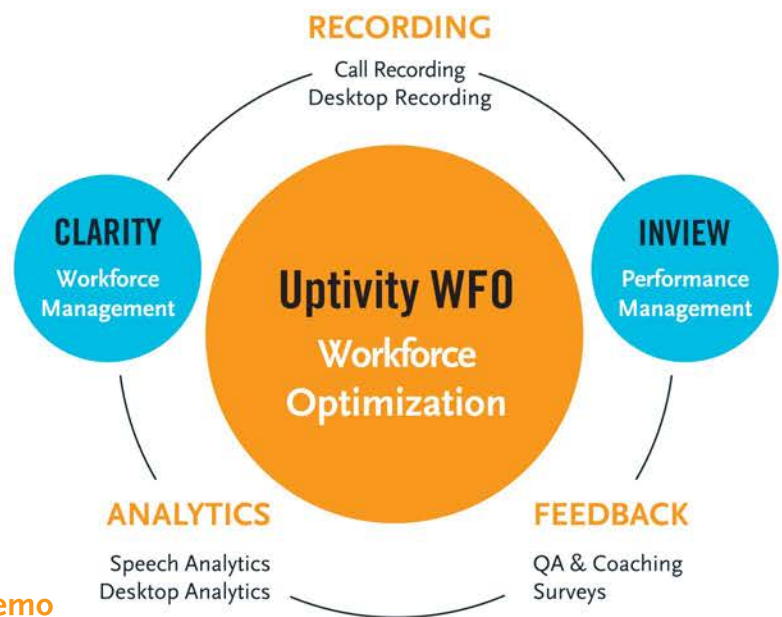 RECORDING
Call Recording
Desktop Recording
CLARITY
Workforce
Management
Uptivity WFO
Workforce
Optimization
INVIEW
Performance
Management
ANALYTICS
Speech Analytics
Desktop Analytics
FEEDBACK
QA & Coaching
Surveys
emo